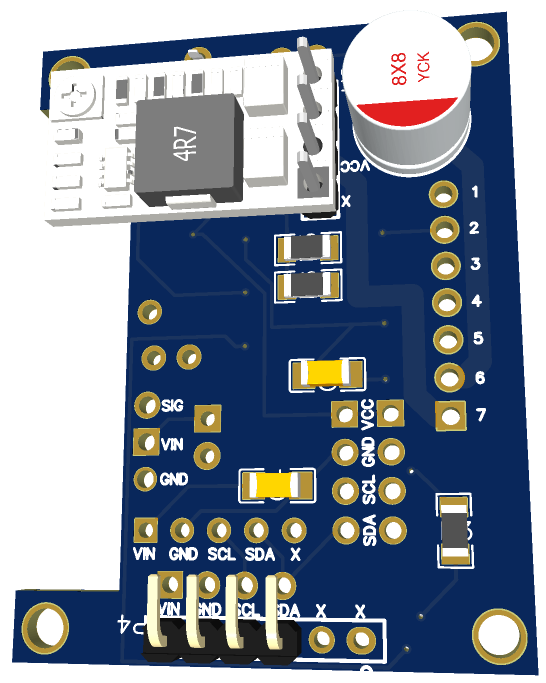 8X8
YCK
4R7
VCC
X
1
2
3
4
5
6
7
SIG
VIN
GND
VCC
GND
SCL
SDA
VIN GND SCL SDA X
VIN GND SCL SDA X X
P4